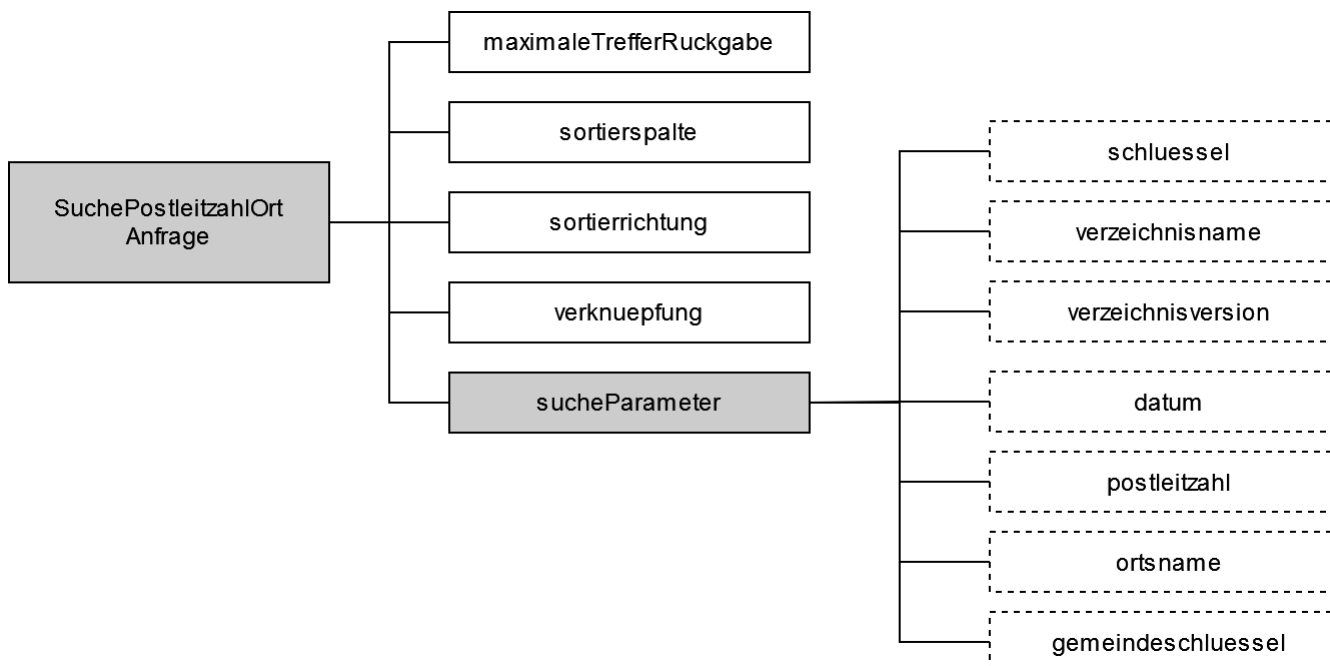 maximaleTrefferRuckgabe
sortierspalte
SuchePostleitzahlOrt
Anfrage
sortierrichtung
verknuepfung
sucheParameter
schluessel
verzeichnisname
verzeichnisversion
datum
postleitzahl
ortsname
gemeindeschluessel